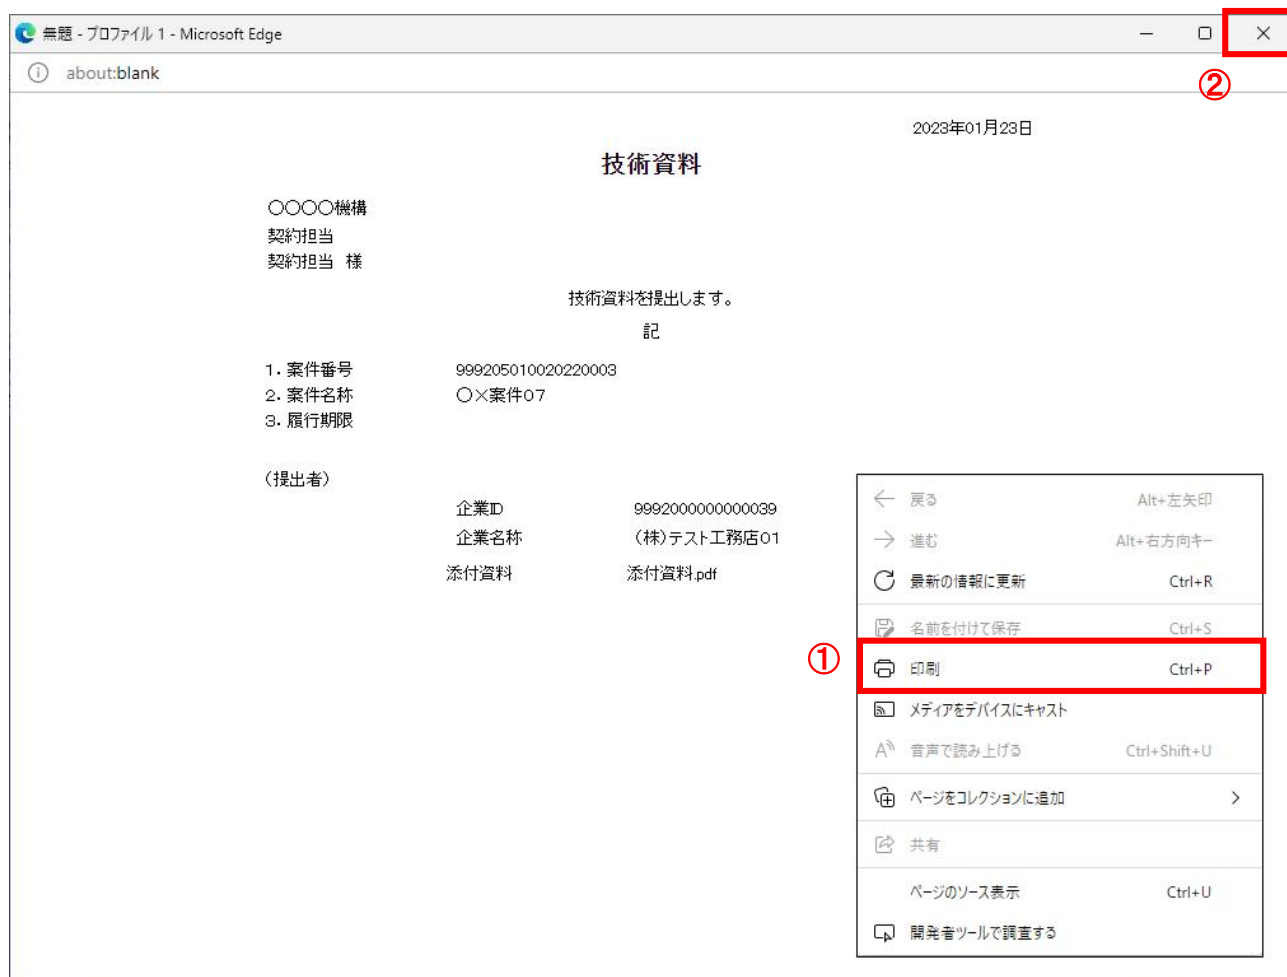 無題 - プロファイル 1 - Microsoft Edge
about:blank
②
2023年01月23日
技術資料
〇〇〇〇機構
契約担当
契約担当 様
技術資料を提出します。
記
1. 案件番号 999205010020220003
2. 案件名称 〇×案件07
3. 履行期限
(提出者)
企業ID 9992000000000039
企業名称 (株)テスト工務店01
添付資料 添付資料.pdf
戻る Alt+左矢印
進む Alt+右方向キー
最新の情報に更新 Ctrl+R
名前を付けて保存 Ctrl+S
① 印刷 Ctrl+P
メディアをデバイスにキャスト
音声で読み上げる Ctrl+Shift+U
ページをコレクションに追加
共有
ページのソース表示 Ctrl+U
開発者ツールで調査する